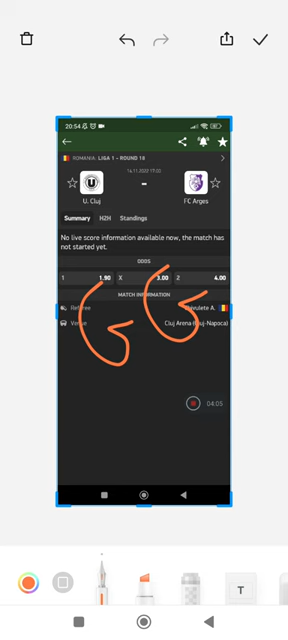 20:54
ROMANIA: LIGA 1 - ROUND 18
14.11.2022 17:30
U. Cluj
-
FC Arges
Summary H2H Standings
No live score information available now, the match has
not started yet.
ODDS
1 1.90 X 3.00 2 4.00
MATCH INFORMATION
Referee
Venue Cluj Arena (Cluj-Napoca)
GG
04:05
T